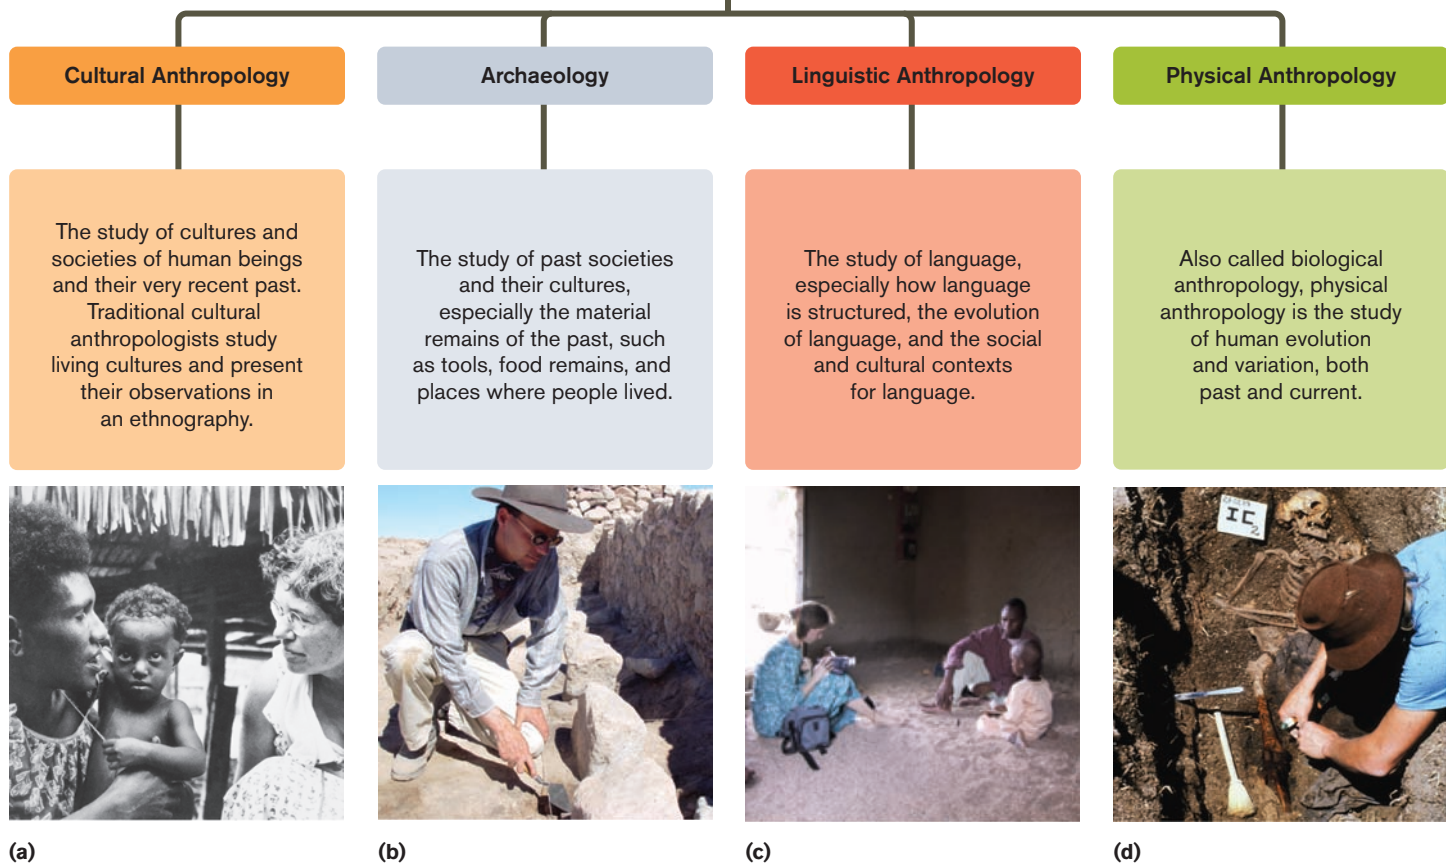 Cultural Anthropology
Archaeology
Linguistic Anthropology
Physical Anthropology
The study of cultures and
societies of human beings
and their very recent past.
Traditional cultural
anthropologists study
living cultures and present
their observations in
an ethnography.
The study of past societies
and their cultures,
especially the material
remains of the past, such
as tools, food remains, and
places where people lived.
The study of language,
especially how language
is structured, the evolution
of language, and the social
and cultural contexts
for language.
Also called biological
anthropology, physical
anthropology is the study
of human evolution
and variation, both
past and current.
IC
2
(a)
(b)
(c)
(d)